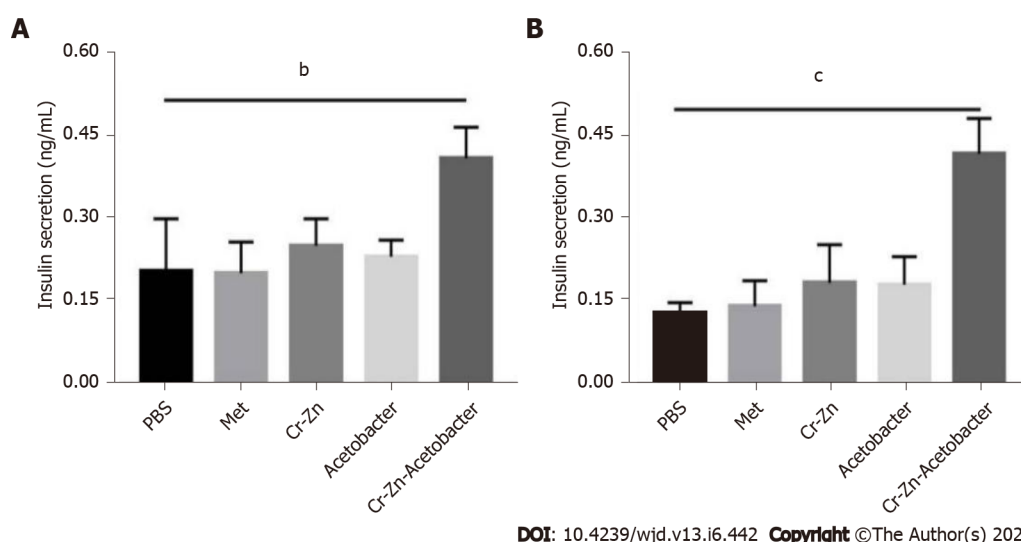 A
Insulin secretion (ng/mL)
0.60
0.45
0.30
0.15
0.00
b
PBS
Met
Cr-Zn
Acetobacter
Cr-Zn-Acetobacter
B
Insulin secretion (ng/mL)
0.60
0.45
0.30
0.15
0.00
c
PBS
Met
Cr-Zn
Acetobacter
Cr-Zn-Acetobacter
DOI: 10.4239/wjd.v13.i6.442 Copyright ©The Author(s) 202